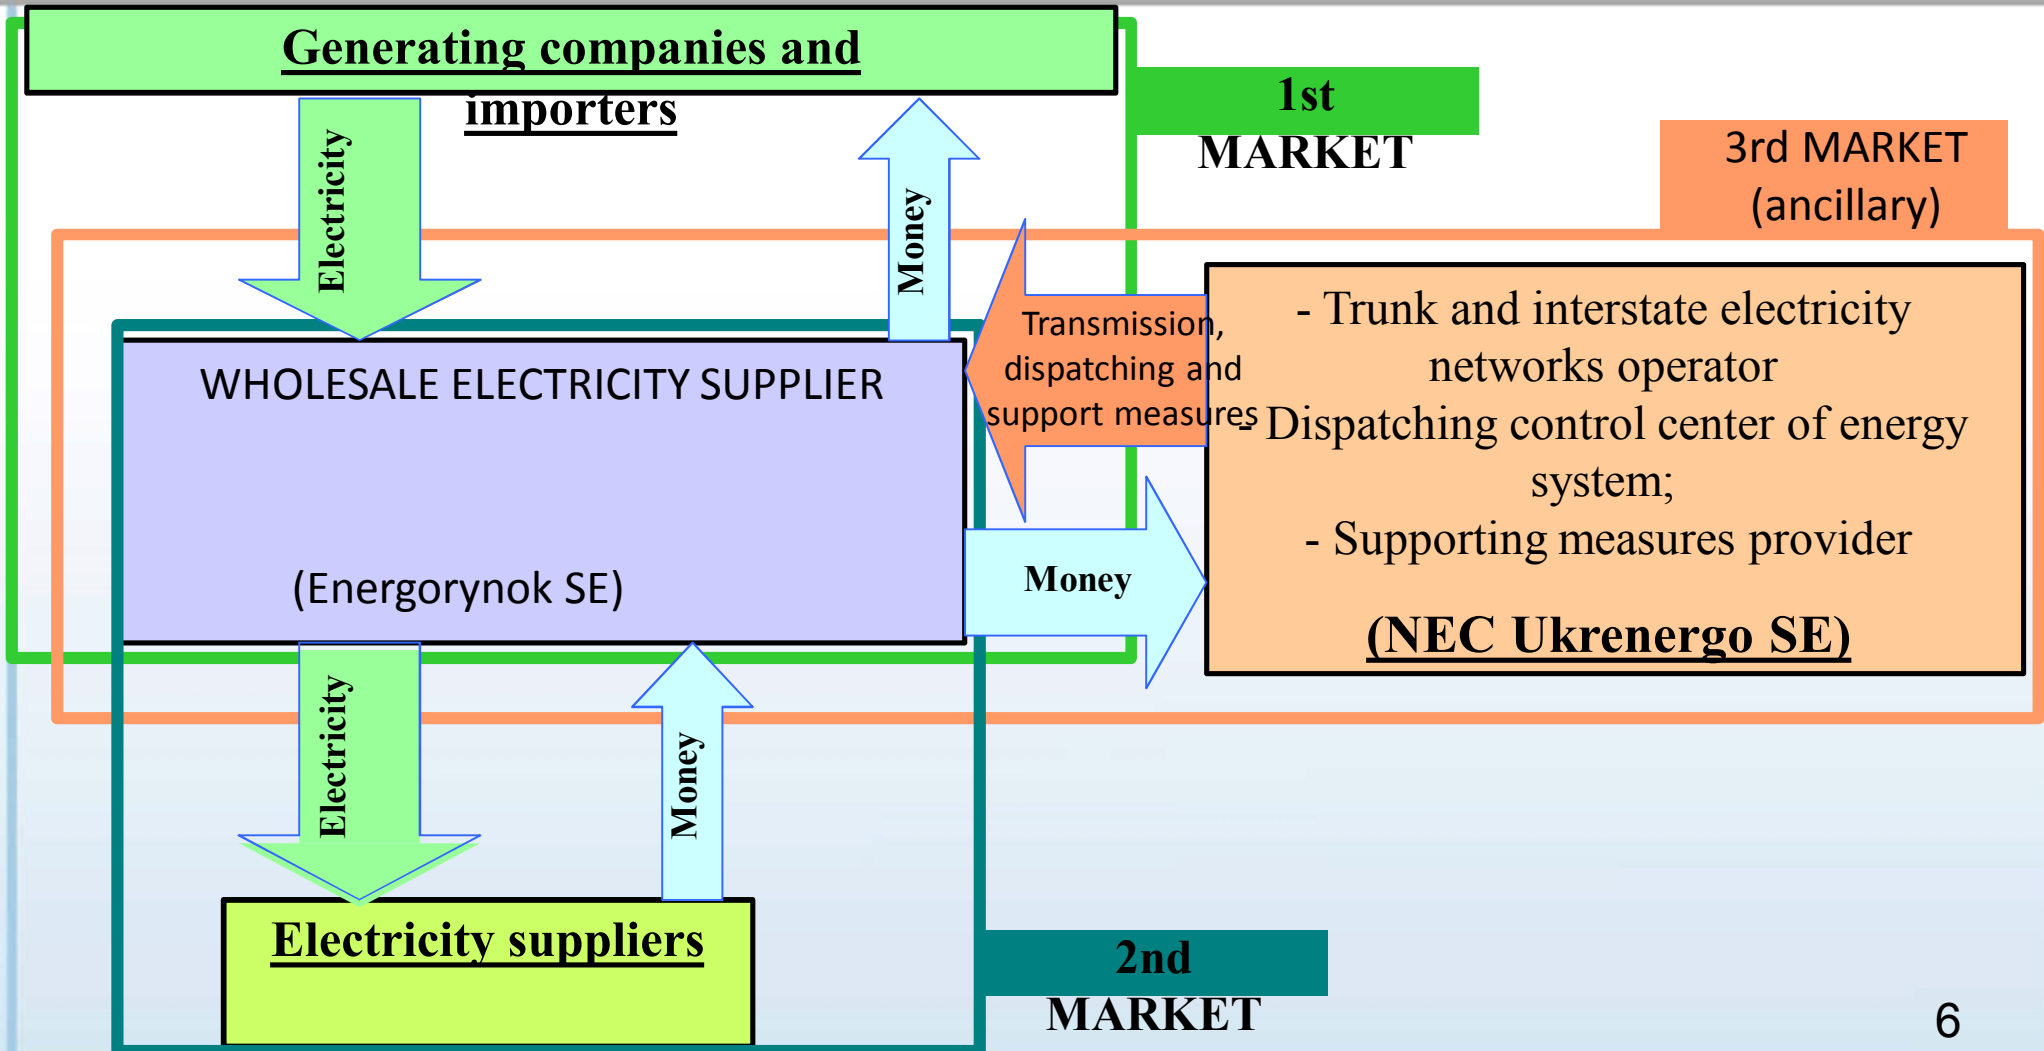 Generating companies and
importers
1st
MARKET
3rd MARKET
(ancillary)
Electricity
Money
Transmission,
dispatching and
support measures
- Trunk and interstate electricity
networks operator
- Dispatching control center of energy
system;
- Supporting measures provider
(NEC Ukrenergo SE)
WHOLESALE ELECTRICITY SUPPLIER
(Energorynok SE)
Money
Electricity
Money
Electricity suppliers
2nd
MARKET
6